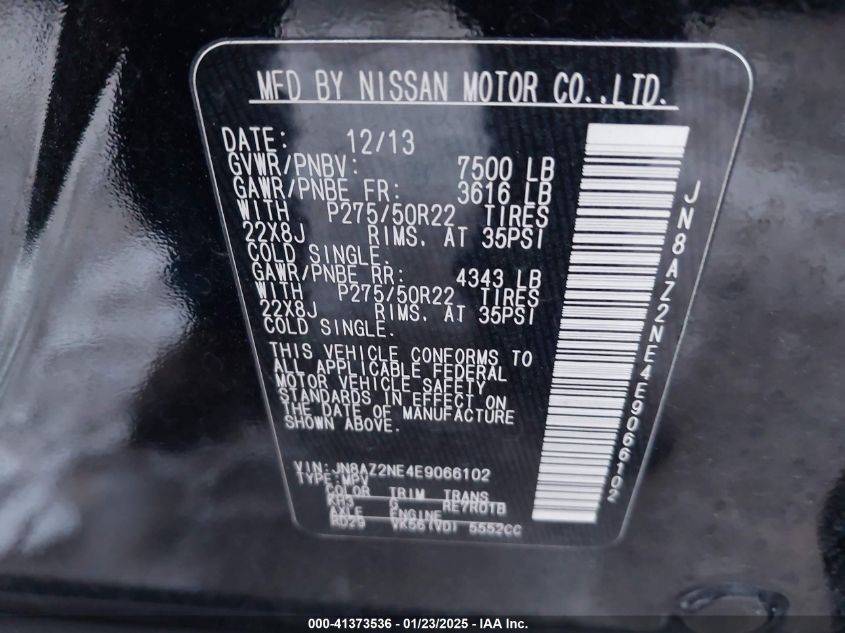 MFD BY NISSAN MOTOR CO.,LTD.
DATE: 12/13
GVWR/PNBV: 7500 LB
GAWR/PNBE FR: 3616 LB
WITH P275/50R22 TIRES
22X8J RIMS. AT 35PSI
COLD SINGLE.
GAWR/PNBE RR: 4343 LB
WITH P275/50R22 TIRES
22X8J RIMS. AT 35PSI
COLD SINGLE.
THIS VEHICLE CONFORMS TO
ALL APPLICABLE FEDERAL
MOTOR VEHICLE SAFETY
STANDARDS IN EFFECT ON
THE DATE OF MANUFACTURE
SHOWN ABOVE.
VIN:JN8AZ2NE4E9066102
TYPE:MPV
COLOR TRIM TRANS
KH3 G RE7R01B
AXLE ENGINE
RD29 VK56(VD) 5552CC
JN8AZ2NE4E9066102
000-41373536 - 01/23/2025 - IAA Inc.